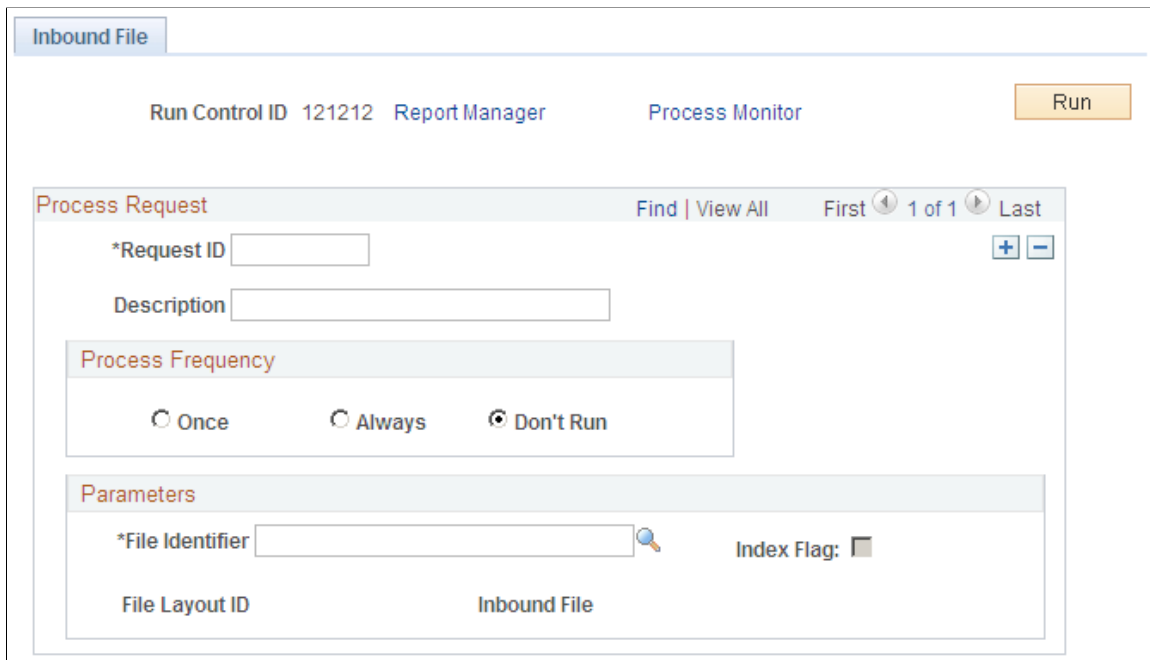 Inbound File
Run Control ID 121212 Report Manager Process Monitor Run
Process Request Find | View All First 1 of 1 Last
*Request ID
Description
Process Frequency
Once Always Don't Run
Parameters
*File Identifier Index Flag:
File Layout ID Inbound File